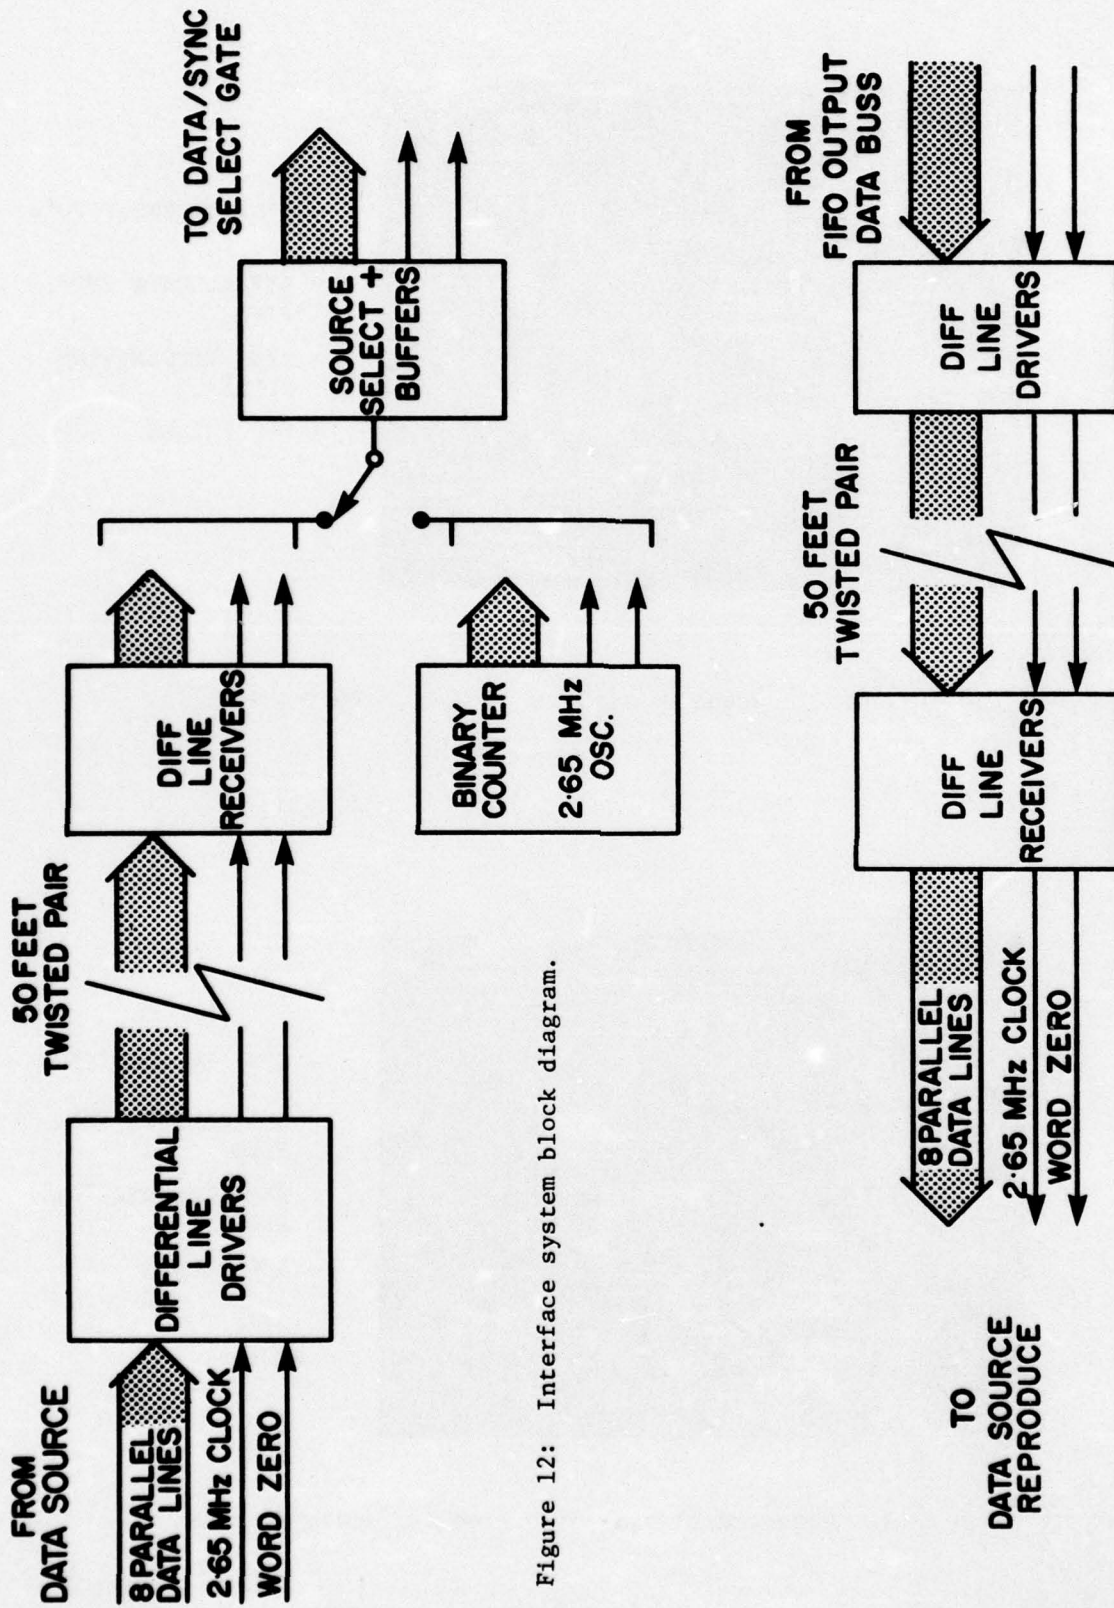 FROM
DATA SOURCE
8 PARALLEL
DATA LINES
2·65 MHz CLOCK
WORD ZERO
DIFFERENTIAL
LINE
DRIVERS
50 FEET
TWISTED PAIR
DIFF
LINE
RECEIVERS
BINARY
COUNTER
2·65 MHz
OSC.
SOURCE
SELECT +
BUFFERS
TO DATA/SYNC
SELECT GATE
Figure 12: Interface system block diagram.
TO
DATA SOURCE
REPRODUCE
8 PARALLEL
DATA LINES
2·65 MHz CLOCK
WORD ZERO
DIFF
LINE
RECEIVERS
50 FEET
TWISTED PAIR
DIFF
LINE
DRIVERS
FROM
FIFO OUTPUT
DATA BUSS